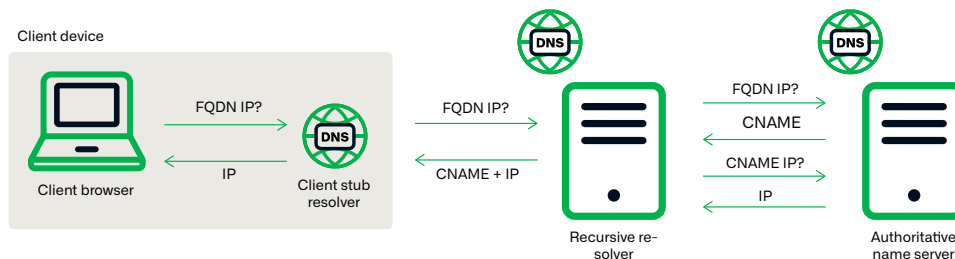 Client device
DNS
DNS
FQDN IP?
IP
DNS
Client browser
Client stub
resolver
FQDN IP?
CNAME + IP
Recursive re-
solver
FQDN IP?
CNAME
CNAME IP?
IP
Authoritative
name server